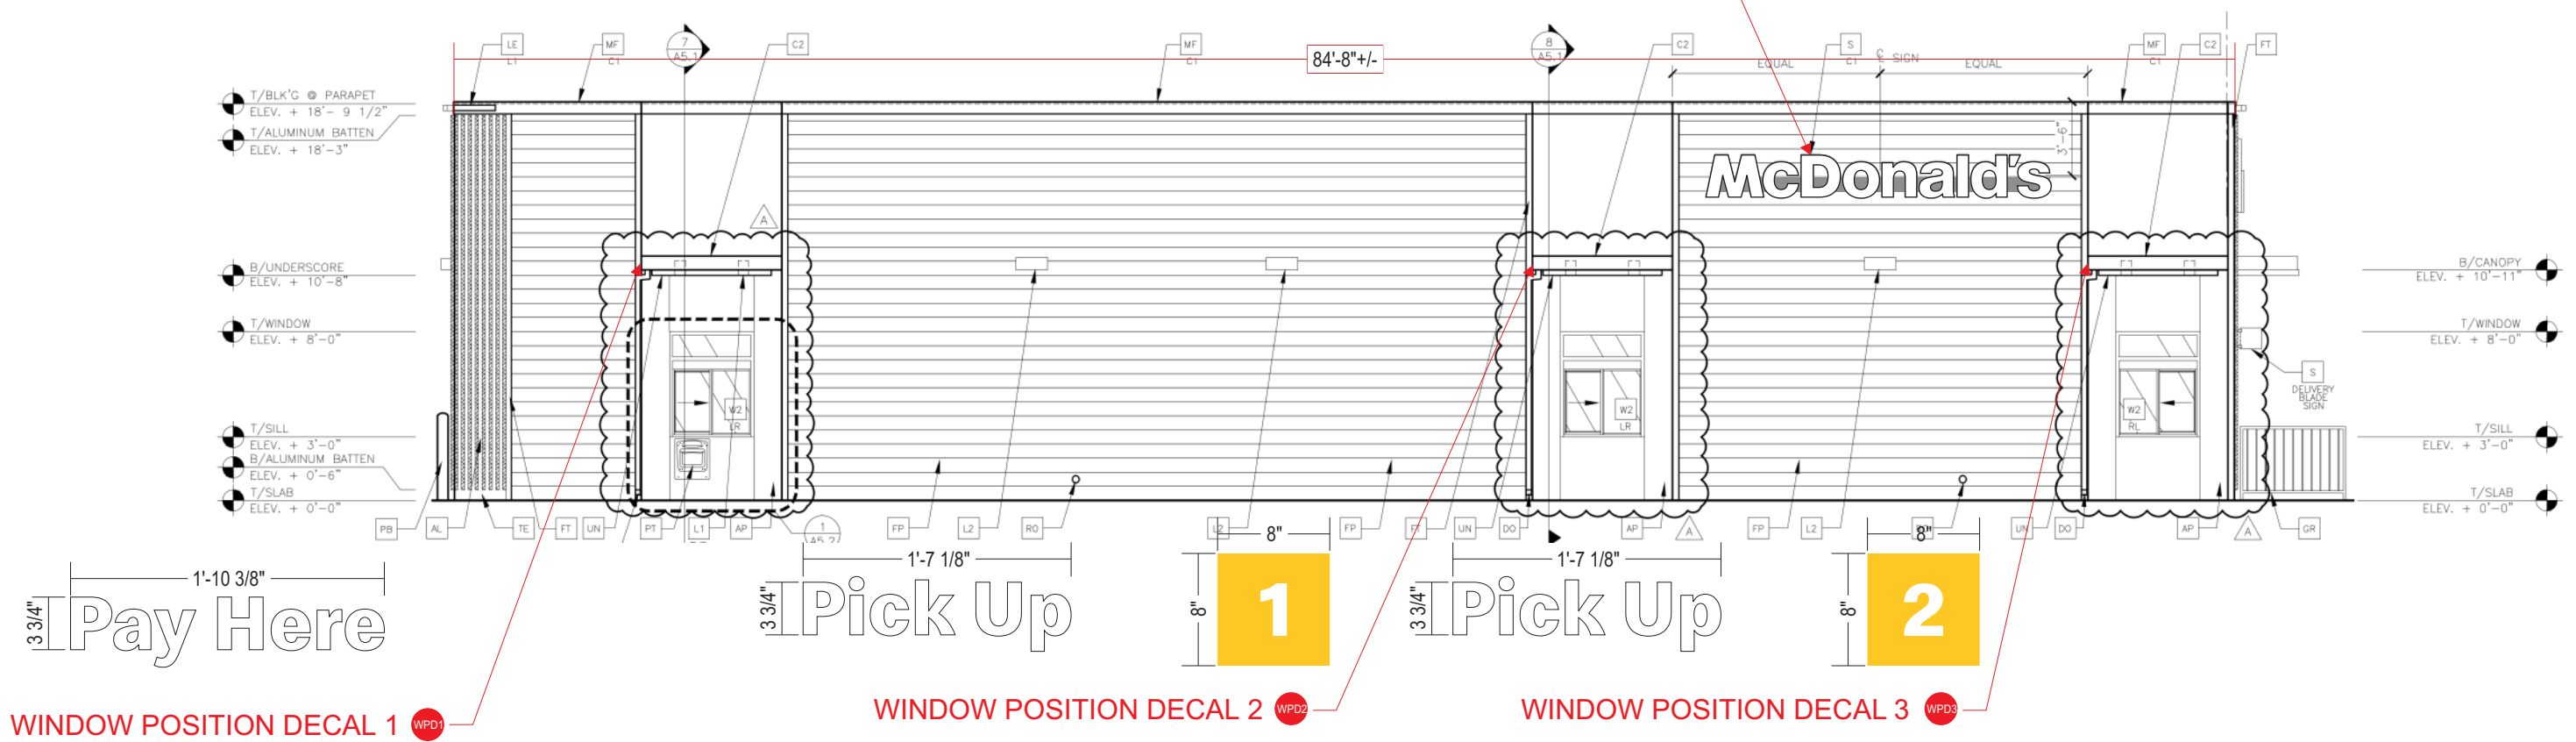 LE
L1
MF
C1
7
A5.1
C2
MF
C1
84'-8"+/-
8
A5.1
C2
S
C1
EQUAL
℄ SIGN
EQUAL
MF
C1
C2
FT
T/BLK'G @ PARAPET
ELEV. + 18'- 9 1/2"
T/ALUMINUM BATTEN
ELEV. + 18'-3"
3'-6"
McDonald's
A
B/UNDERSCORE
ELEV. + 10'-8"
B/CANOPY
ELEV. + 10'-11"
T/WINDOW
ELEV. + 8'-0"
T/WINDOW
ELEV. + 8'-0"
S
DELIVERY
BLADE
SIGN
W2
LR
W2
LR
W2
RL
T/SILL
ELEV. + 3'-0"
T/SILL
ELEV. + 3'-0"
B/ALUMINUM BATTEN
ELEV. + 0'-6"
T/SLAB
ELEV. + 0'-0"
T/SLAB
ELEV. + 0'-0"
PB
AL
TE
FT
UN
PT
L1
AP
1
A5.2
FP
L2
RO
L2
FP
FT
UN
DO
AP
A
FP
L2
UN
DO
AP
A
GR
1'-10 3/8"
3 3/4"
Pay Here
1'-7 1/8"
3 3/4"
Pick Up
8"
8"
1
1'-7 1/8"
3 3/4"
Pick Up
8"
8"
2
WINDOW POSITION DECAL 1 WPD1
WINDOW POSITION DECAL 2 WPD2
WINDOW POSITION DECAL 3 WPD3